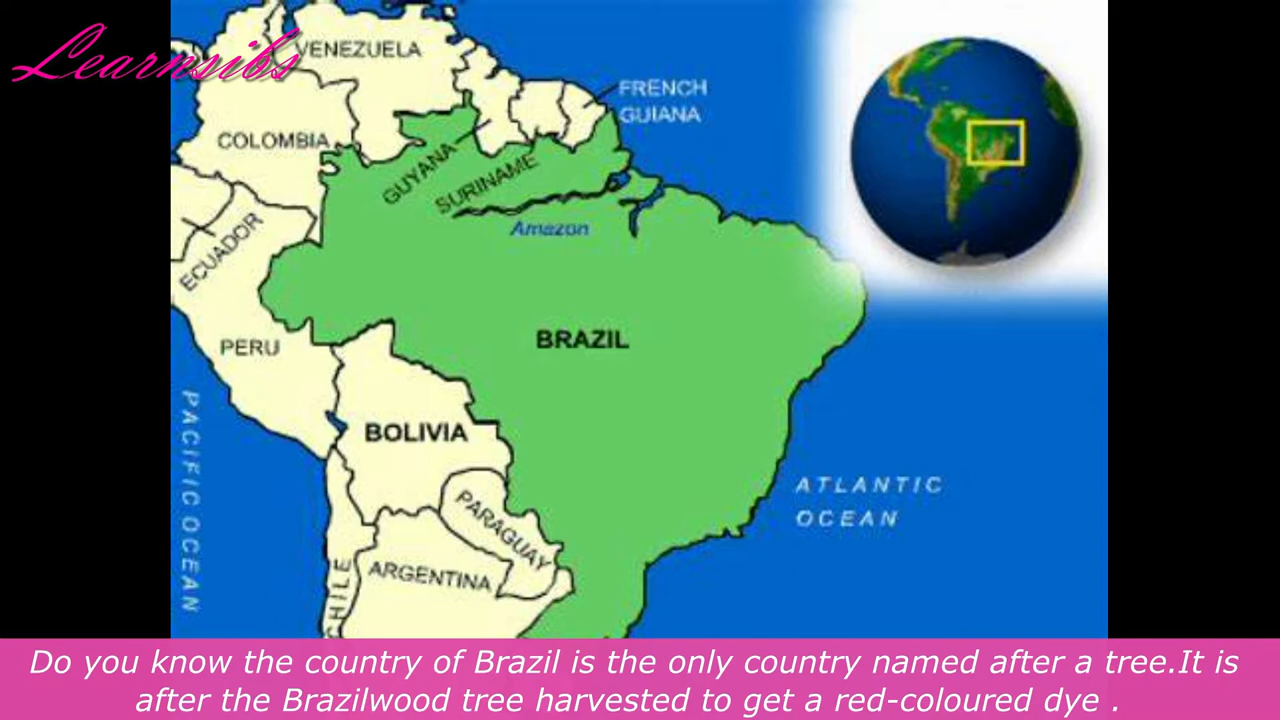 Learnsibs
VENEZUELA
FRENCH
GUIANA
COLOMBIA
GUYANA
SURINAME
Amazon
ECUADOR
BRAZIL
PERU
PACIFIC OCEAN
BOLIVIA
ATLANTIC
OCEAN
PARAGUAY
ARGENTINA
CHILE
Do you know the country of Brazil is the only country named after a tree.It is
after the Brazilwood tree harvested to get a red-coloured dye .